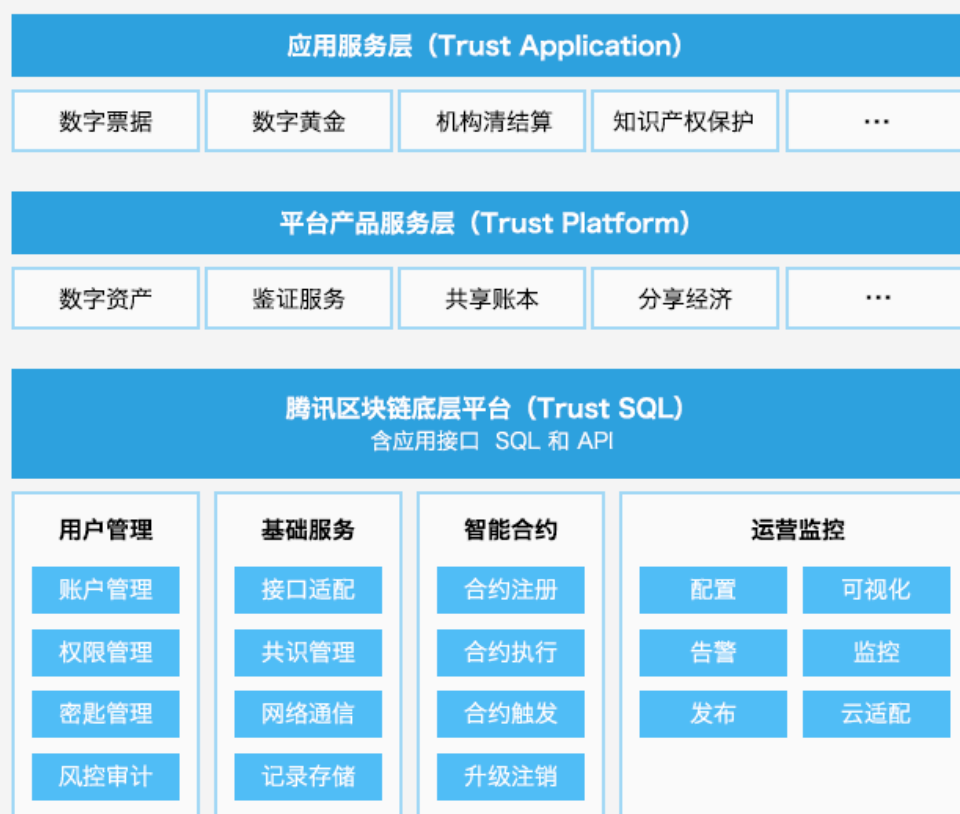 应用服务层（Trust Application）
数字票据 数字黄金 机构清结算 知识产权保护 ···
平台产品服务层（Trust Platform）
数字资产 鉴证服务 共享账本 分享经济 ···
腾讯区块链底层平台（Trust SQL）
含应用接口 SQL 和 API
用户管理 基础服务 智能合约 运营监控
账户管理 接口适配 合约注册 配置 可视化
权限管理 共识管理 合约执行 告警 监控
密匙管理 网络通信 合约触发 发布 云适配
风控审计 记录存储 升级注销